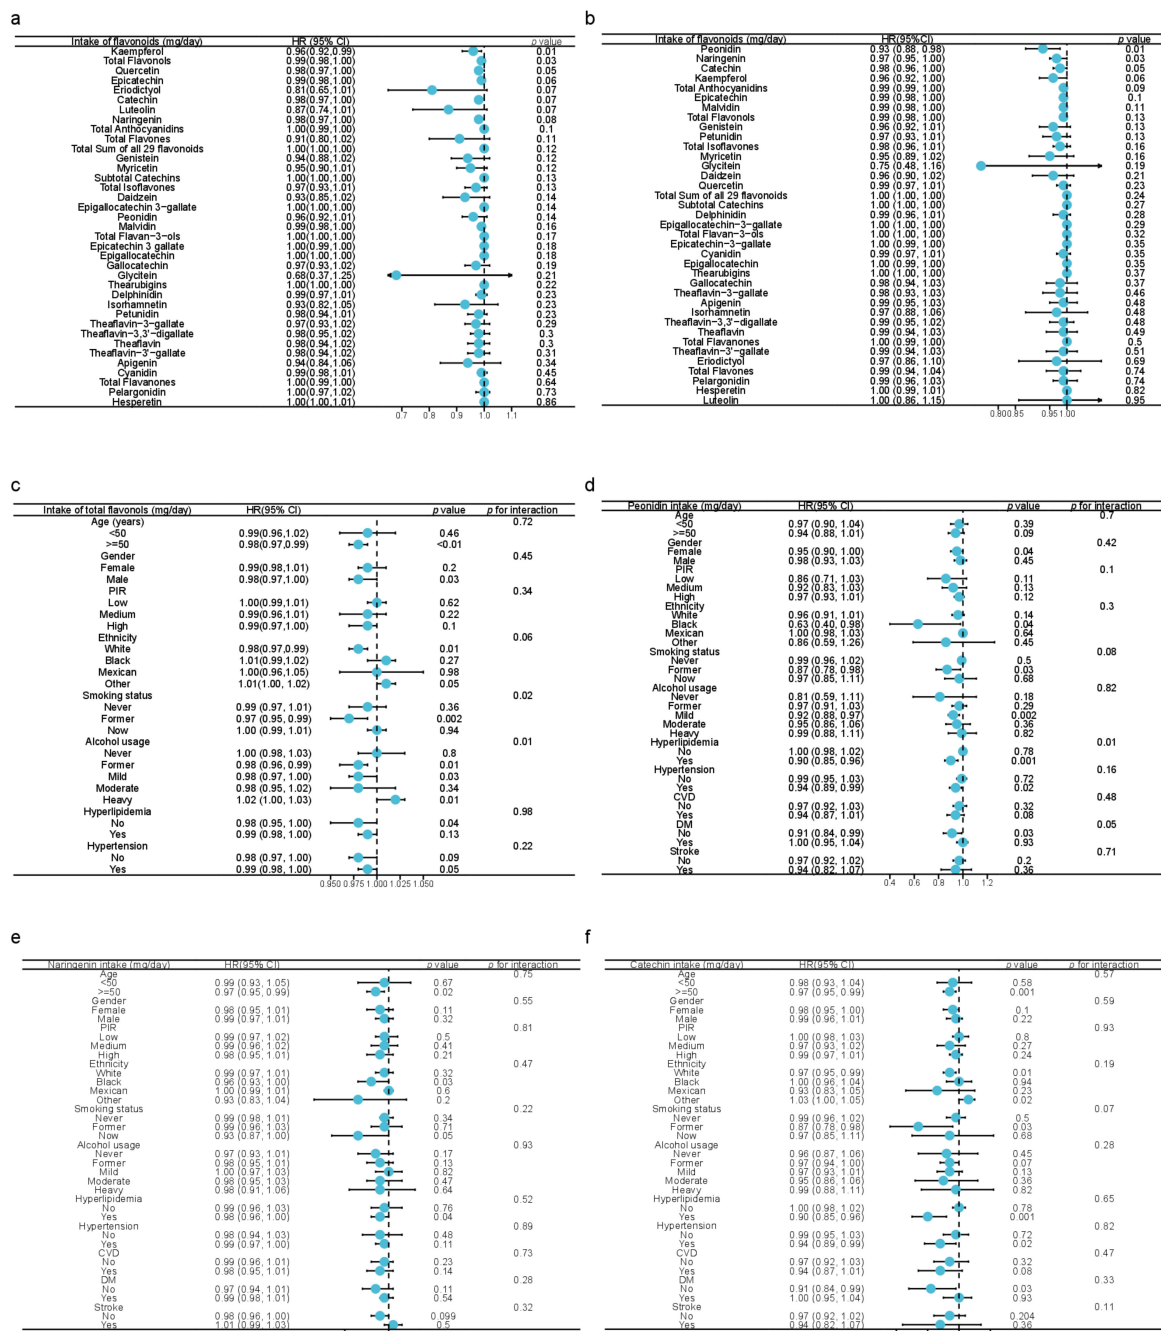 a
Intake of flavonoids (mg/day) HR (95% CI) p value
Kaempferol 0.96(0.92,0.99) 0.01
Total Flavonols 0.99(0.98,1.00) 0.03
Quercetin 0.98(0.97,1.00) 0.05
Epicatechin 0.99(0.98,1.00) 0.06
Eriodictyol 0.81(0.65,1.01) 0.07
Catechin 0.98(0.97,1.00) 0.07
Luteolin 0.87(0.74,1.01) 0.07
Naringenin 0.98(0.97,1.00) 0.08
Total Anthocyanidins 1.00(0.99,1.00) 0.1
Total Flavones 0.91(0.80,1.02) 0.11
Total Sum of all 29 flavonoids 1.00(1.00,1.00) 0.12
Genistein 0.94(0.88,1.02) 0.12
Myricetin 0.95(0.90,1.01) 0.12
Subtotal Catechins 1.00(1.00,1.00) 0.13
Total Isoflavones 0.97(0.93,1.01) 0.13
Daidzein 0.93(0.85,1.02) 0.14
Epigallocatechin 3-gallate 1.00(1.00,1.00) 0.14
Peonidin 0.96(0.92,1.01) 0.14
Malvidin 0.99(0.98,1.00) 0.16
Total Flavan-3-ols 1.00(1.00,1.00) 0.17
Epicatechin 3 gallate 1.00(0.99,1.00) 0.18
Epigallocatechin 1.00(1.00,1.00) 0.18
Gallocatechin 0.97(0.93,1.02) 0.19
Glycitein 0.68(0.37,1.25) 0.21
Thearubigins 1.00(1.00,1.00) 0.22
Delphinidin 0.99(0.97,1.01) 0.23
Isorhamnetin 0.93(0.82,1.05) 0.23
Petunidin 0.98(0.94,1.01) 0.23
Theaflavin-3-gallate 0.97(0.93,1.02) 0.29
Theaflavin-3,3'-digallate 0.98(0.95,1.02) 0.3
Theaflavin 0.98(0.94,1.02) 0.3
Theaflavin-3'-gallate 0.98(0.94,1.02) 0.31
Apigenin 0.94(0.84,1.06) 0.34
Cyanidin 0.99(0.98,1.01) 0.45
Total Flavanones 1.00(0.99,1.00) 0.64
Pelargonidin 1.00(0.97,1.02) 0.73
Hesperetin 1.00(1.00,1.01) 0.86
0.7 0.8 0.9 1.0 1.1
b
Intake of flavonoids (mg/day) HR (95% CI) p value
Peonidin 0.93 (0.88, 0.98) 0.01
Naringenin 0.97 (0.95, 1.00) 0.03
Catechin 0.98 (0.96, 1.00) 0.05
Kaempferol 0.96 (0.92, 1.00) 0.06
Total Anthocyanidins 0.99 (0.99, 1.00) 0.09
Epicatechin 0.99 (0.98, 1.00) 0.1
Malvidin 0.99 (0.98, 1.00) 0.11
Total Flavonols 0.99 (0.98, 1.00) 0.13
Genistein 0.96 (0.92, 1.01) 0.13
Petunidin 0.97 (0.93, 1.01) 0.13
Total Isoflavones 0.98 (0.96, 1.01) 0.16
Myricetin 0.95 (0.89, 1.02) 0.16
Glycitein 0.75 (0.48, 1.16) 0.19
Daidzein 0.96 (0.90, 1.02) 0.21
Quercetin 0.99 (0.97, 1.01) 0.23
Total Sum of all 29 flavonoids 1.00 (1.00, 1.00) 0.24
Subtotal Catechins 1.00 (1.00, 1.00) 0.27
Delphinidin 0.99 (0.96, 1.01) 0.28
Epigallocatechin-3-gallate 1.00 (1.00, 1.00) 0.29
Total Flavan-3-ols 1.00 (1.00, 1.00) 0.32
Epicatechin-3-gallate 1.00 (0.99, 1.00) 0.35
Cyanidin 0.99 (0.97, 1.01) 0.35
Epigallocatechin 1.00 (0.99, 1.00) 0.35
Thearubigins 1.00 (1.00, 1.00) 0.37
Gallocatechin 0.98 (0.94, 1.03) 0.37
Theaflavin-3-gallate 0.98 (0.93, 1.03) 0.46
Apigenin 0.99 (0.95, 1.03) 0.48
Isorhamnetin 0.97 (0.88, 1.06) 0.48
Theaflavin-3,3'-digallate 0.99 (0.95, 1.02) 0.48
Theaflavin 0.99 (0.94, 1.03) 0.49
Total Flavanones 1.00 (0.99, 1.00) 0.5
Theaflavin-3'-gallate 0.99 (0.94, 1.03) 0.51
Eriodictyol 0.97 (0.86, 1.10) 0.69
Total Flavones 0.99 (0.94, 1.04) 0.74
Pelargonidin 0.99 (0.96, 1.03) 0.74
Hesperetin 1.00 (0.99, 1.01) 0.82
Luteolin 1.00 (0.86, 1.15) 0.95
0.800.85 0.951.00
c
Intake of total flavonols (mg/day) HR(95% CI) p value p for interaction
Age (years) 0.72
<50 0.99(0.96,1.02) 0.46
>=50 0.98(0.97,0.99) <0.01
Gender 0.45
Female 0.99(0.98,1.01) 0.2
Male 0.98(0.97,1.00) 0.03
PIR 0.34
Low 1.00(0.99,1.01) 0.62
Medium 0.99(0.96,1.01) 0.22
High 0.99(0.97,1.00) 0.1
Ethnicity 0.06
White 0.98(0.97,0.99) 0.01
Black 1.01(0.99,1.02) 0.27
Mexican 1.00(0.96,1.05) 0.98
Other 1.01(1.00, 1.02) 0.05
Smoking status 0.02
Never 0.99 (0.97, 1.01) 0.36
Former 0.97 (0.95, 0.99) 0.002
Now 1.00 (0.99, 1.01) 0.94
Alcohol usage 0.01
Never 1.00 (0.98, 1.03) 0.8
Former 0.98 (0.96, 0.99) 0.01
Mild 0.98 (0.97, 1.00) 0.03
Moderate 0.98 (0.95, 1.02) 0.34
Heavy 1.02 (1.00, 1.03) 0.01
Hyperlipidemia 0.98
No 0.98 (0.95, 1.00) 0.04
Yes 0.99 (0.98, 1.00) 0.13
Hypertension 0.22
No 0.98 (0.97, 1.00) 0.09
Yes 0.99 (0.98, 1.00) 0.05
0.950 0.975 1.000 1.025 1.050
d
Peonidin intake (mg/day) HR(95% CI) p value p for interaction
Age 0.7
<50 0.97 (0.90, 1.04) 0.39
>=50 0.94 (0.88, 1.01) 0.09
Gender 0.42
Female 0.95 (0.90, 1.00) 0.04
Male 0.98 (0.93, 1.03) 0.45
PIR 0.1
Low 0.86 (0.71, 1.03) 0.11
Medium 0.92 (0.83, 1.03) 0.13
High 0.97 (0.93, 1.01) 0.12
Ethnicity 0.3
White 0.96 (0.91, 1.01) 0.14
Black 0.63 (0.40, 0.98) 0.04
Mexican 1.00 (0.98, 1.03) 0.64
Other 0.86 (0.59, 1.26) 0.45
Smoking status 0.08
Never 0.99 (0.96, 1.02) 0.5
Former 0.87 (0.78, 0.98) 0.03
Now 0.97 (0.85, 1.11) 0.68
Alcohol usage 0.82
Never 0.81 (0.59, 1.11) 0.18
Former 0.97 (0.91, 1.03) 0.29
Mild 0.92 (0.88, 0.97) 0.002
Moderate 0.95 (0.86, 1.06) 0.36
Heavy 0.99 (0.88, 1.11) 0.82
Hyperlipidemia 0.01
No 1.00 (0.98, 1.02) 0.78
Yes 0.90 (0.85, 0.96) 0.001
Hypertension 0.16
No 0.99 (0.95, 1.03) 0.72
Yes 0.94 (0.89, 0.99) 0.02
CVD 0.48
No 0.97 (0.92, 1.03) 0.32
Yes 0.94 (0.87, 1.01) 0.08
DM 0.05
No 0.91 (0.84, 0.99) 0.03
Yes 1.00 (0.95, 1.04) 0.93
Stroke 0.71
No 0.97 (0.92, 1.02) 0.2
Yes 0.94 (0.82, 1.07) 0.36
0.4 0.6 0.8 1.0 1.2
e
Naringenin intake (mg/day) HR(95% CI) p value p for interaction
Age 0.75
<50 0.99 (0.93, 1.05) 0.67
>=50 0.97 (0.95, 0.99) 0.02
Gender 0.55
Female 0.98 (0.95, 1.01) 0.11
Male 0.99 (0.97, 1.01) 0.32
PIR 0.81
Low 0.99 (0.97, 1.02) 0.5
Medium 0.99 (0.96, 1.02) 0.41
High 0.98 (0.95, 1.01) 0.21
Ethnicity 0.47
White 0.99 (0.97, 1.01) 0.32
Black 0.96 (0.93, 1.00) 0.03
Mexican 1.00 (0.99, 1.01) 0.6
Other 0.93 (0.83, 1.04) 0.2
Smoking status 0.22
Never 0.99 (0.98, 1.01) 0.34
Former 0.99 (0.96, 1.03) 0.71
Now 0.93 (0.87, 1.00) 0.05
Alcohol usage 0.93
Never 0.97 (0.93, 1.01) 0.17
Former 0.98 (0.95, 1.01) 0.13
Mild 1.00 (0.97, 1.03) 0.82
Moderate 0.98 (0.95, 1.03) 0.47
Heavy 0.98 (0.91, 1.06) 0.64
Hyperlipidemia 0.52
No 0.99 (0.96, 1.03) 0.76
Yes 0.98 (0.96, 1.00) 0.04
Hypertension 0.89
No 0.98 (0.94, 1.03) 0.48
Yes 0.99 (0.97, 1.00) 0.11
CVD 0.73
No 0.99 (0.96, 1.01) 0.23
Yes 0.98 (0.95, 1.01) 0.14
DM 0.28
No 0.97 (0.94, 1.01) 0.11
Yes 0.99 (0.98, 1.01) 0.54
Stroke 0.32
No 0.98 (0.96, 1.00) 0.099
Yes 1.01 (0.99, 1.03) 0.5
f
Catechin intake (mg/day) HR(95% CI) p value p for interaction
Age 0.57
<50 0.98 (0.93, 1.04) 0.58
>=50 0.97 (0.95, 0.99) 0.001
Gender 0.59
Female 0.98 (0.95, 1.00) 0.1
Male 0.99 (0.96, 1.01) 0.22
PIR 0.93
Low 1.00 (0.98, 1.03) 0.8
Medium 0.97 (0.93, 1.02) 0.27
High 0.99 (0.97, 1.01) 0.24
Ethnicity 0.19
White 0.97 (0.95, 0.99) 0.01
Black 1.00 (0.96, 1.04) 0.94
Mexican 0.93 (0.83, 1.05) 0.23
Other 1.03 (1.00, 1.05) 0.02
Smoking status 0.07
Never 0.99 (0.96, 1.02) 0.5
Former 0.87 (0.78, 0.98) 0.03
Now 0.97 (0.85, 1.11) 0.68
Alcohol usage 0.28
Never 0.96 (0.87, 1.06) 0.45
Former 0.97 (0.94, 1.00) 0.07
Mild 0.97 (0.93, 1.01) 0.13
Moderate 0.95 (0.86, 1.06) 0.36
Heavy 0.99 (0.88, 1.11) 0.82
Hyperlipidemia 0.65
No 1.00 (0.98, 1.02) 0.78
Yes 0.90 (0.85, 0.96) 0.001
Hypertension 0.82
No 0.99 (0.95, 1.03) 0.72
Yes 0.94 (0.89, 0.99) 0.02
CVD 0.47
No 0.97 (0.92, 1.03) 0.32
Yes 0.94 (0.87, 1.01) 0.08
DM 0.33
No 0.91 (0.84, 0.99) 0.03
Yes 1.00 (0.95, 1.04) 0.93
Stroke 0.11
No 0.97 (0.92, 1.02) 0.204
Yes 0.94 (0.82, 1.07) 0.36